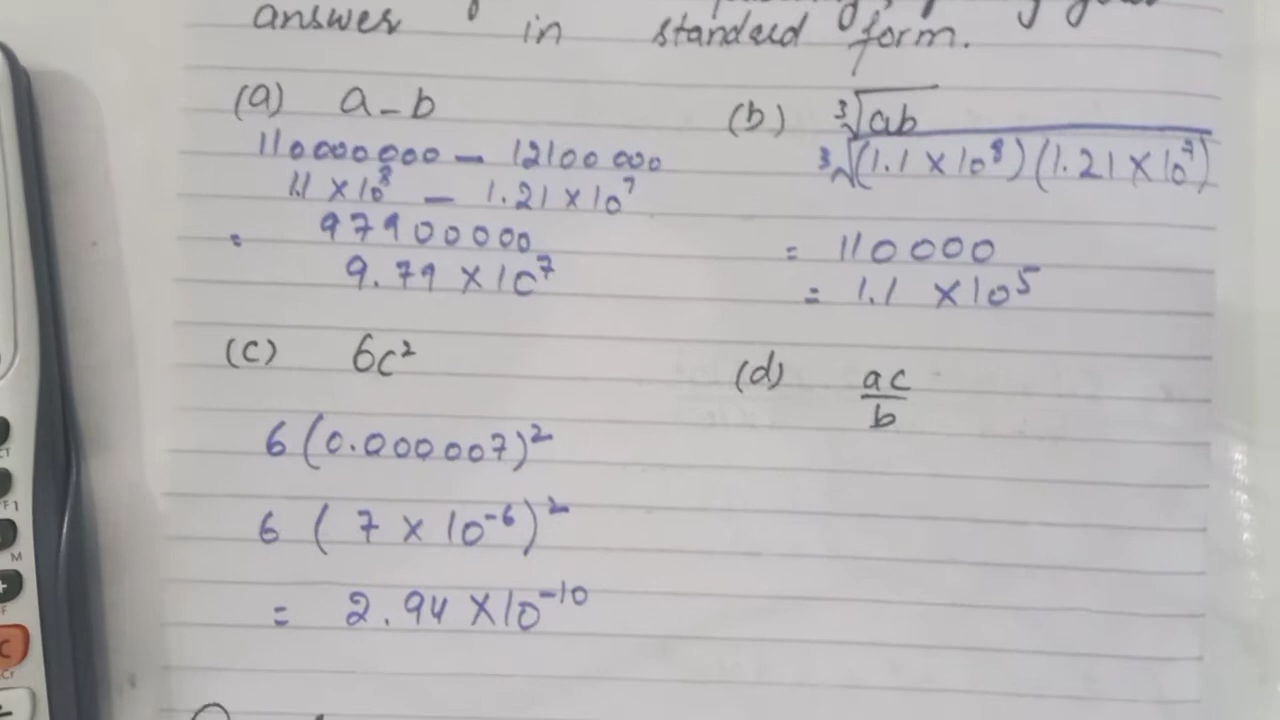 answer in standard form.
(a) a - b
110000000 - 12100000
1.1 × 10⁸ - 1.21 × 10⁷
= 97900000
9.79 × 10⁷
(b) ³√ab
³√(1.1 × 10⁸)(1.21 × 10⁷)
= 110000
= 1.1 × 10⁵
(c) 6c²
6(0.000007)²
6 (7 × 10⁻⁶)²
= 2.94 × 10⁻¹⁰
(d) ac/b